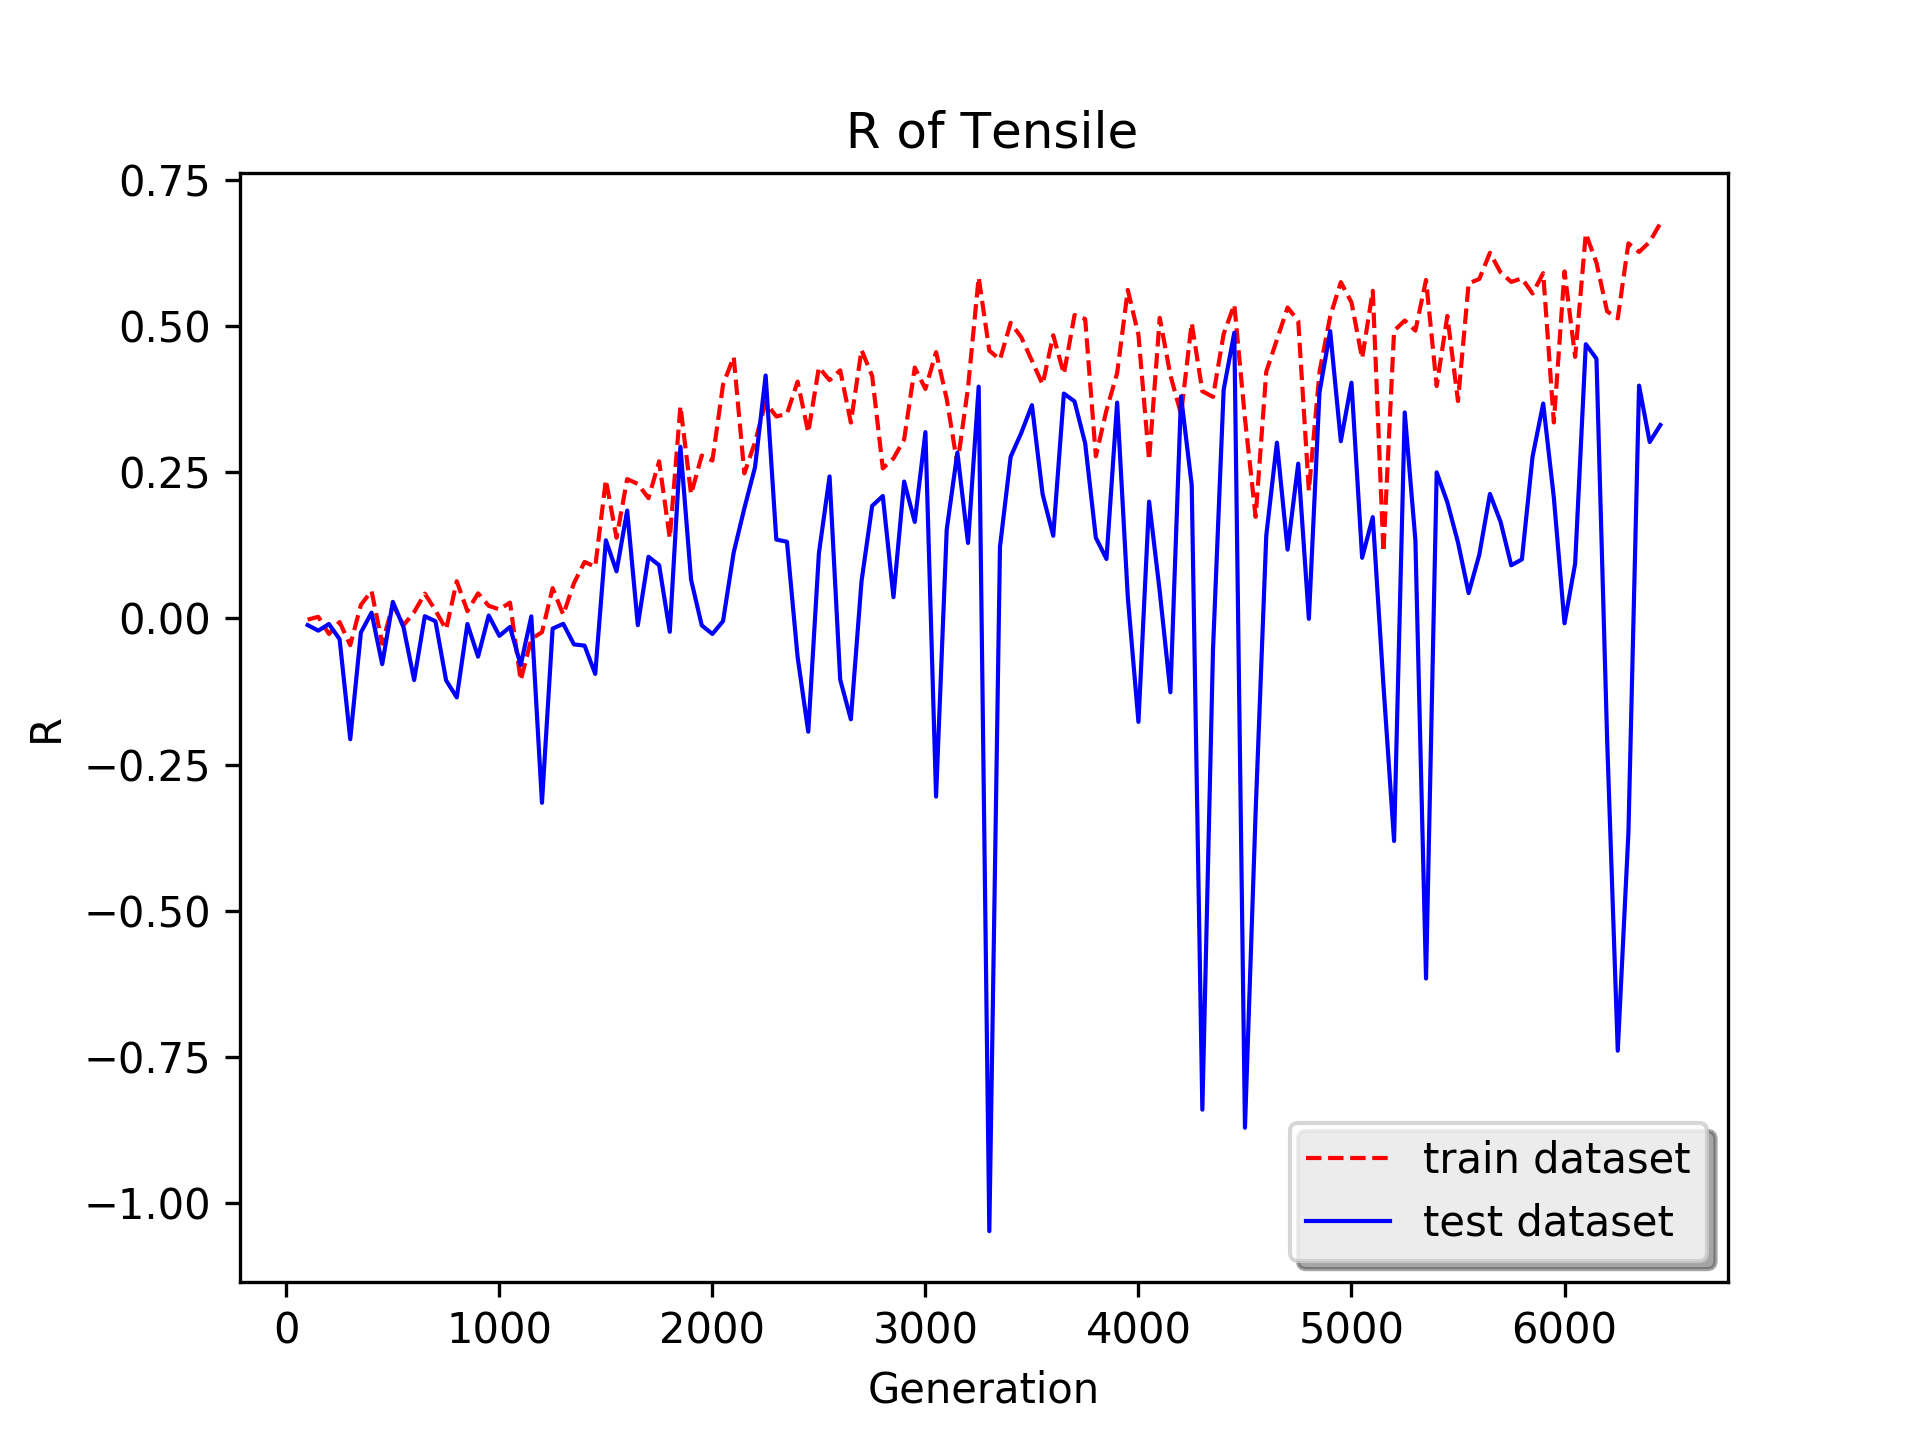 R of Tensile
0.75
0.50
0.25
0.00
−0.25
−0.50
−0.75
−1.00
R
0 1000 2000 3000 4000 5000 6000
Generation
train dataset
test dataset